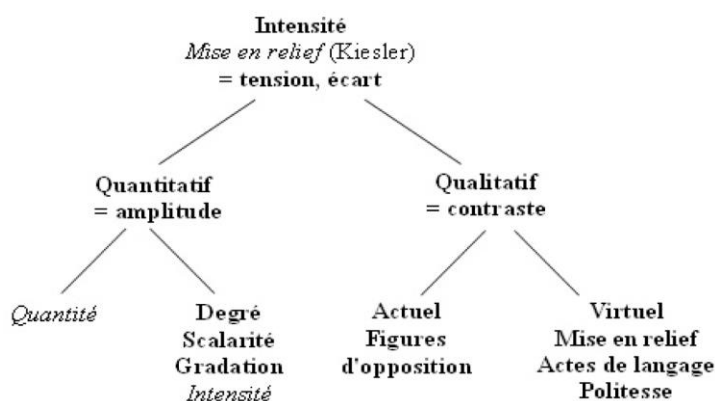 Intensité
Mise en relief (Kiesler)
= tension, écart
Quantitatif
= amplitude
Qualitatif
= contraste
Quantité
Degré
Scalarité
Gradation
Intensité
Actuel
Figures
d'opposition
Virtuel
Mise en relief
Actes de langage
Politesse